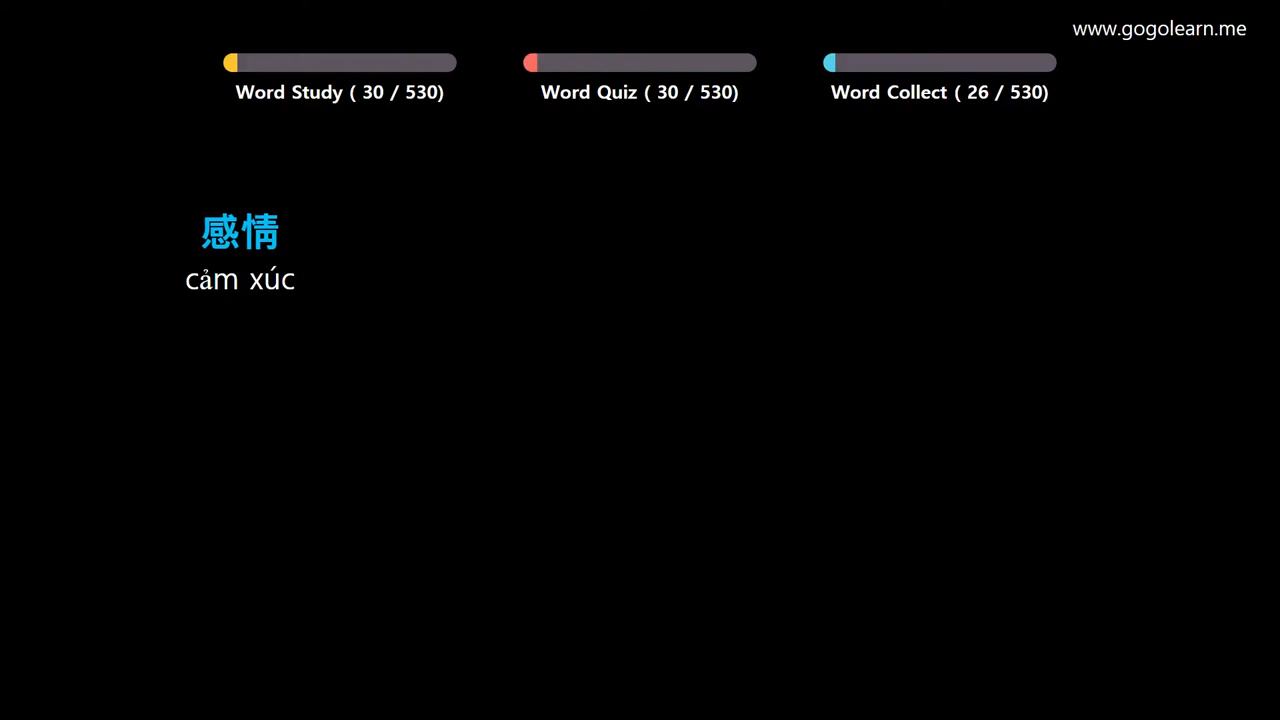 www.gogolearn.me
Word Study ( 30 / 530)
Word Quiz ( 30 / 530)
Word Collect ( 26 / 530)
感情
cảm xúc